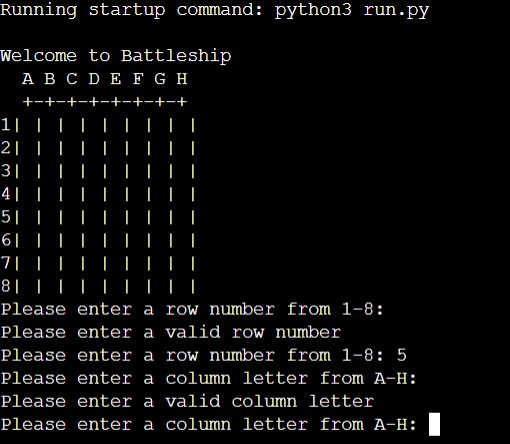 Running startup command: python3 run.py
Welcome to Battleship
  A B C D E F G H
  +-+-+-+-+-+-+-+
1| | | | | | | | |
2| | | | | | | | |
3| | | | | | | | |
4| | | | | | | | |
5| | | | | | | | |
6| | | | | | | | |
7| | | | | | | | |
8| | | | | | | | |
Please enter a row number from 1-8:
Please enter a valid row number
Please enter a row number from 1-8: 5
Please enter a column letter from A-H:
Please enter a valid column letter
Please enter a column letter from A-H: